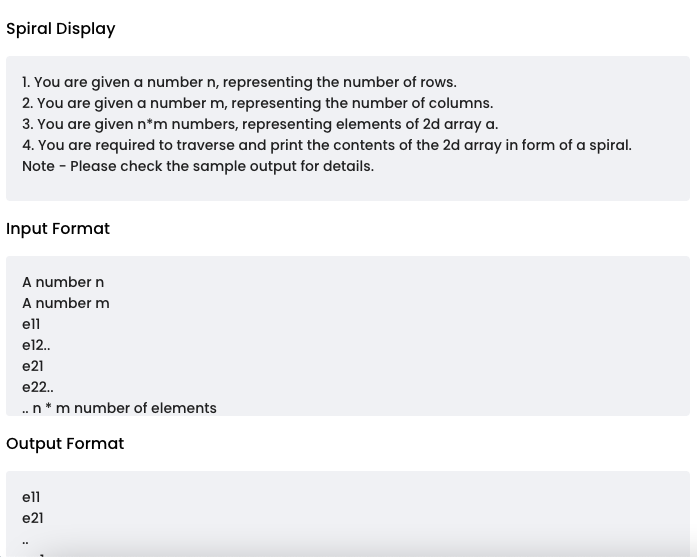 Spiral Display
1. You are given a number n, representing the number of rows.
2. You are given a number m, representing the number of columns.
3. You are given n*m numbers, representing elements of 2d array a.
4. You are required to traverse and print the contents of the 2d array in form of a spiral.
Note - Please check the sample output for details.
Input Format
A number n
A number m
e11
e12..
e21
e22..
.. n * m number of elements
Output Format
e11
e21
..